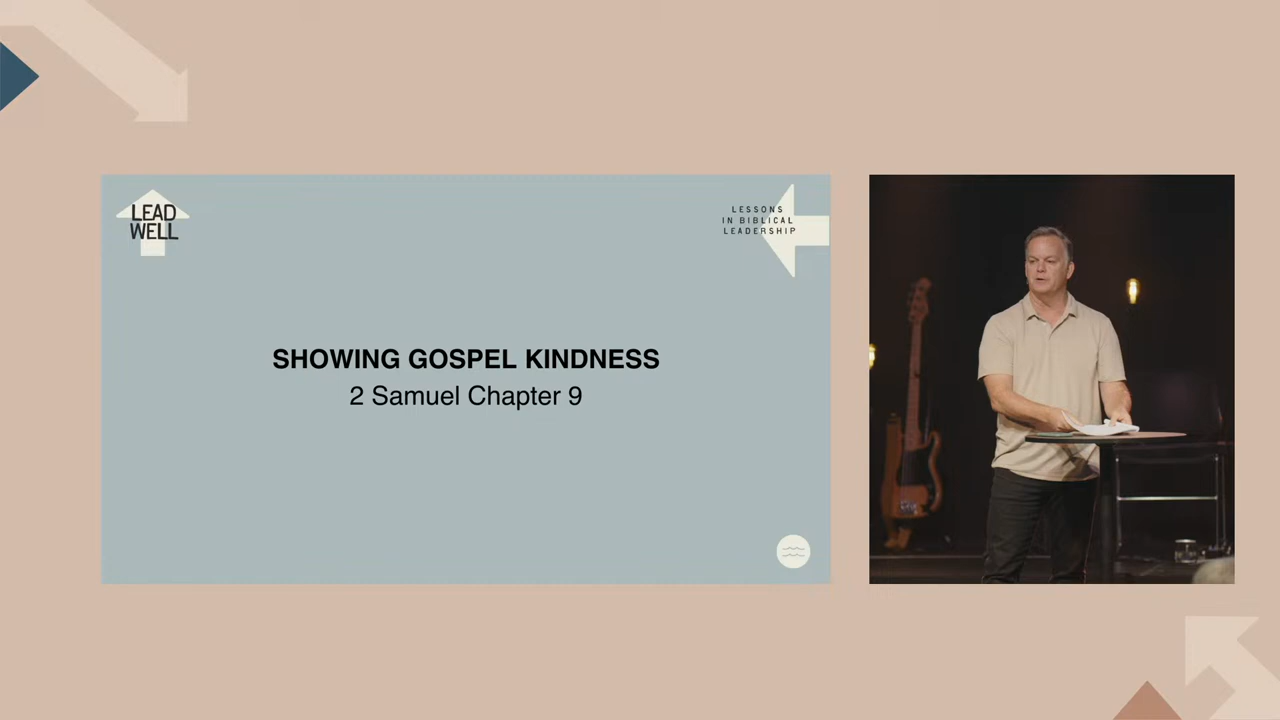 LEAD
WELL
LESSONS
IN BIBLICAL
LEADERSHIP
SHOWING GOSPEL KINDNESS
2 Samuel Chapter 9